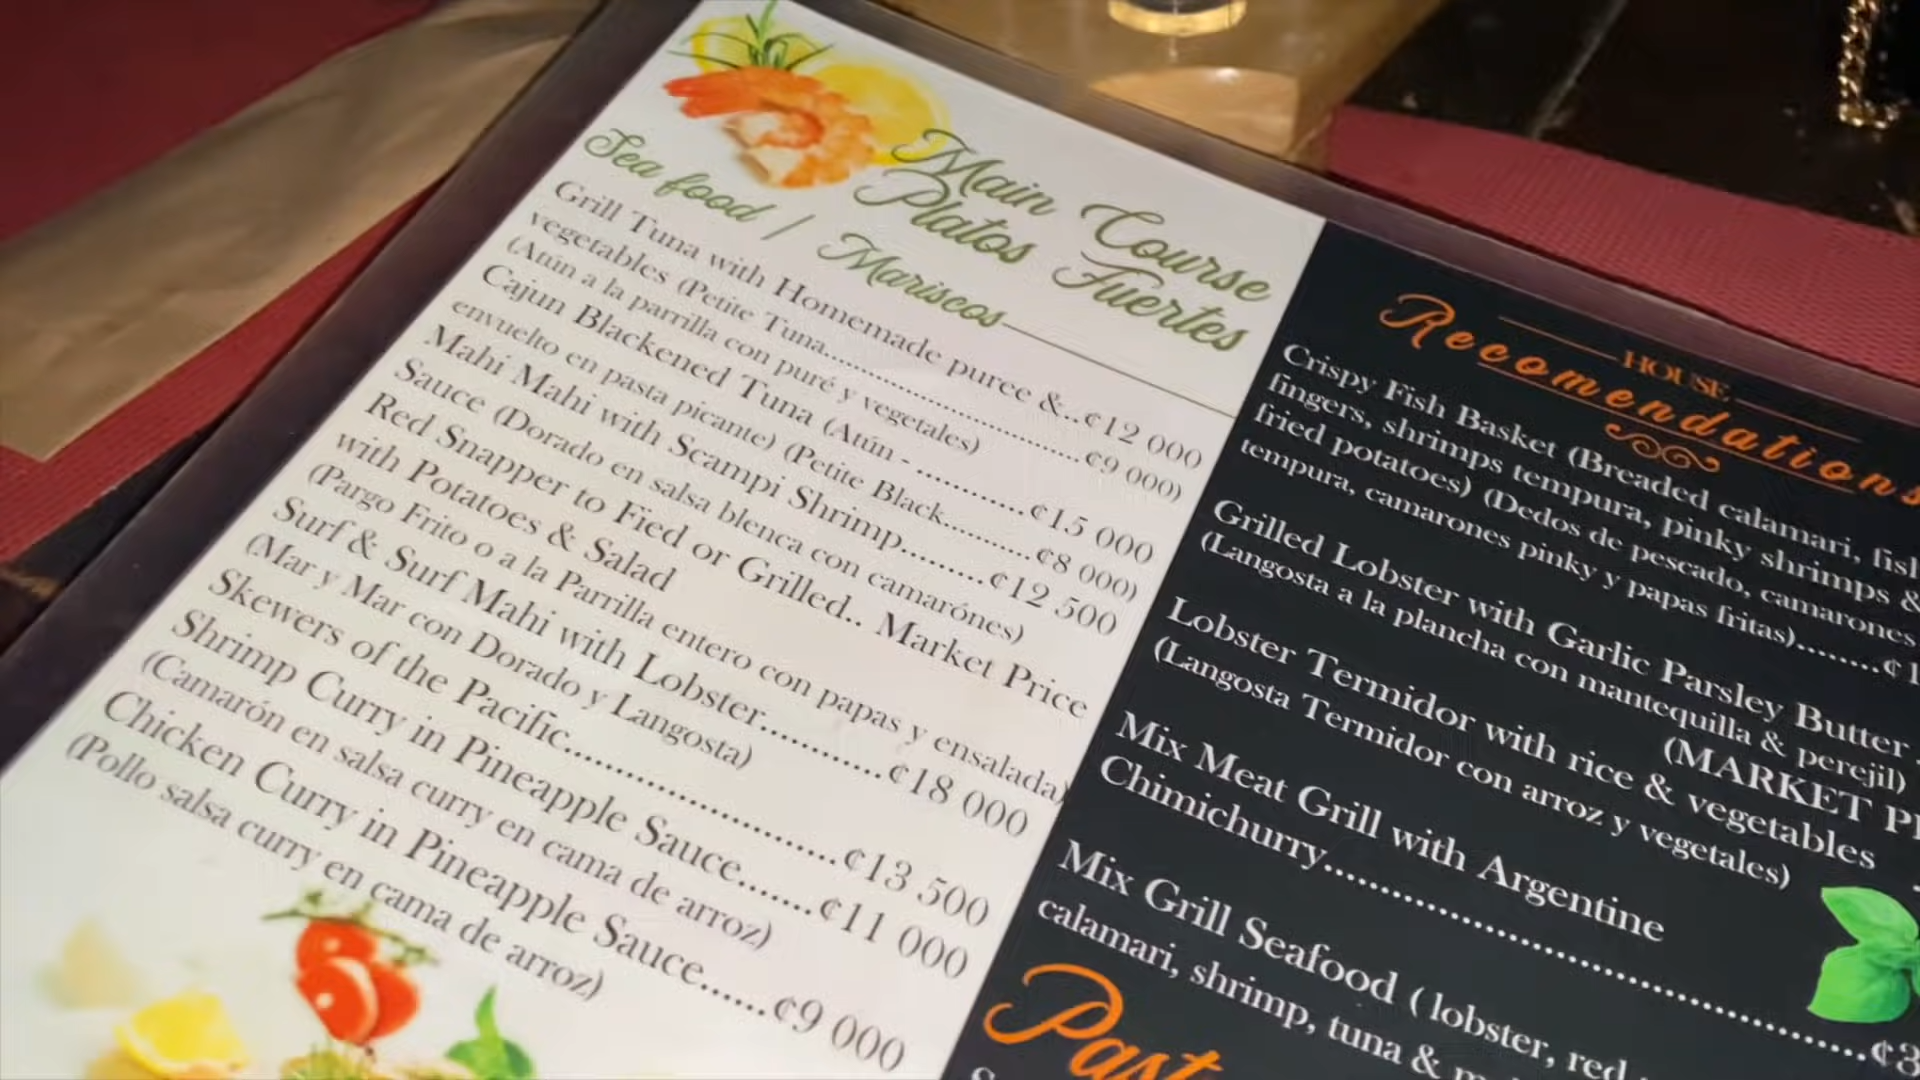 Main Course
Platos Fuertes
Sea food / Mariscos
Grill Tuna with Homemade puree &..¢12 000
vegetables (Petite Tuna..............................¢9 000)
(Atún a la parrilla con puré y vegetales)
Cajun Blackened Tuna (Atún - ...........¢15 000
envuelto en pasta picante) (Petite Black.........¢8 000)
Mahi Mahi with Scampi Shrimp.........¢12 500
Sauce (Dorado en salsa blenca con camarónes)
Red Snapper to Fied or Grilled.. Market Price
with Potatoes & Salad
(Pargo Frito o a la Parrilla entero con papas y ensalada)
Surf & Surf Mahi with Lobster............¢18 000
(Mar y Mar con Dorado y Langosta)
Skewers of the Pacific...........................¢13 500
Shrimp Curry in Pineapple Sauce.......¢11 000
(Camarón en salsa curry en cama de arroz)
Chicken Curry in Pineapple Sauce......¢9 000
(Pollo salsa curry en cama de arroz)
HOUSE
Recomendations
Crispy Fish Basket (Breaded calamari, fish
fingers, shrimps tempura, pinky shrimps &
fried potatoes) (Dedos de pescado, camarones
tempura, camarones pinky y papas fritas)........¢1
Grilled Lobster with Garlic Parsley Butter
(Langosta a la plancha con mantequilla & perejil)
(MARKET
Lobster Termidor with rice & vegetables
(Langosta Termidor con arroz y vegetales)
Mix Meat Grill with Argentine
Chimichurry..............................................¢3
Mix Grill Seafood ( lobster, red
calamari, shrimp, tuna &